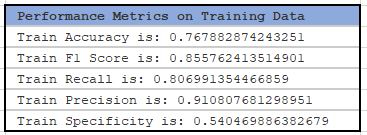 Performance Metrics on Training Data
Train Accuracy is: 0.767882874243251
Train F1 Score is: 0.855762413514901
Train Recall is: 0.806991354466859
Train Precision is: 0.910807681298951
Train Specificity is: 0.540469886382679